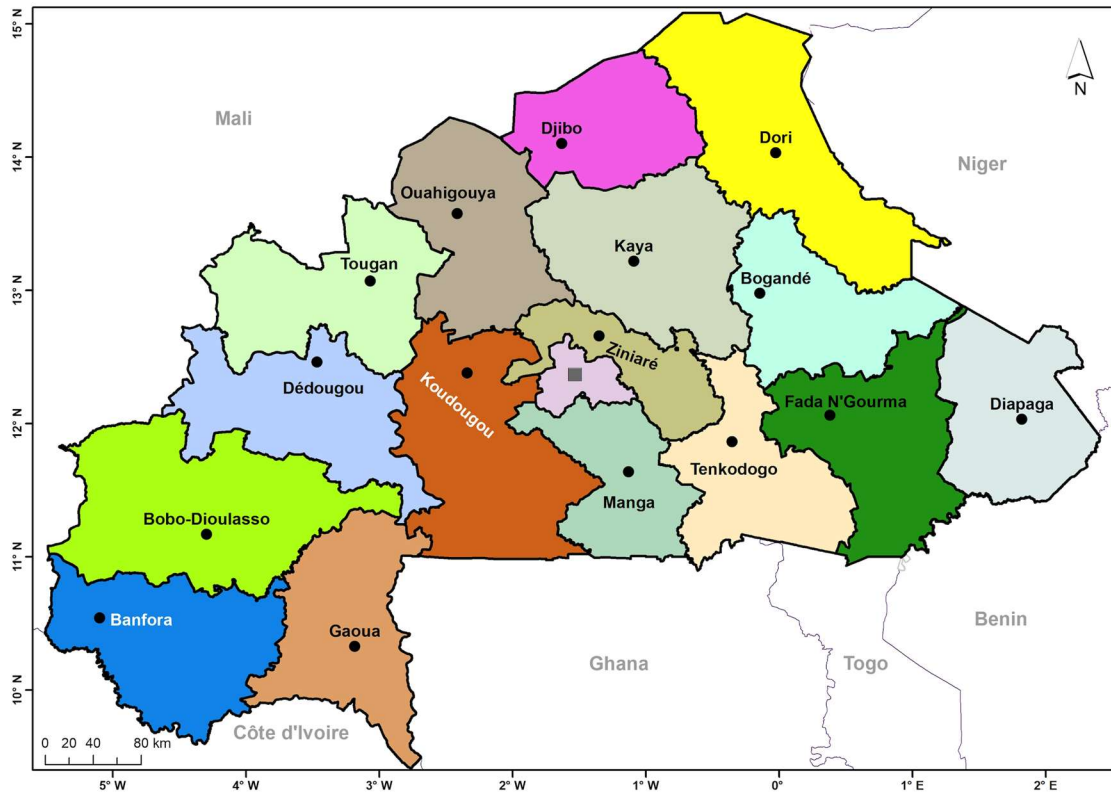 15° N
14° N
13° N
12° N
11° N
10° N
Mali
N
Djibo
Dori
Niger
Ouahigouya
Kaya
Tougan
Bogandé
Ziniaré
Dédougou
Koudougou
Fada N'Gourma
Diapaga
Tenkodogo
Manga
Bobo-Dioulasso
Banfora
Gaoua
Benin
Ghana
Togo
Côte d'Ivoire
0 20 40 80 km
5° W 4° W 3° W 2° W 1° W 0° 1° E 2° E